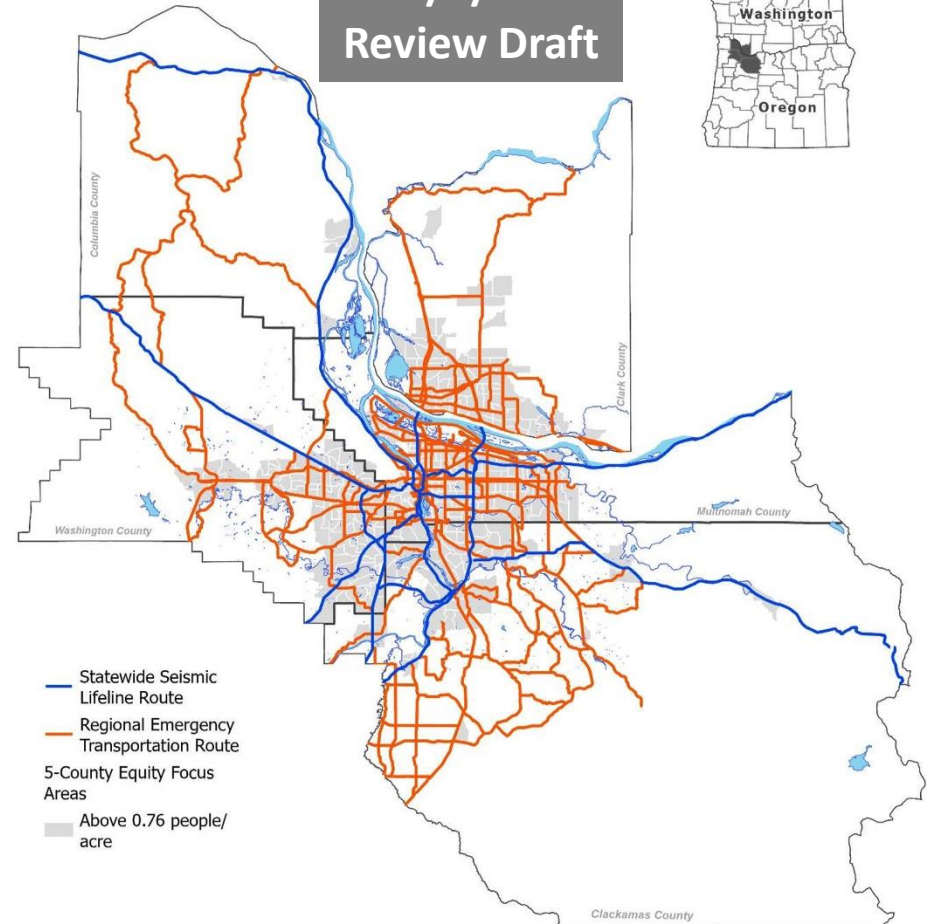 Review Draft
Washington
Oregon
Columbia County
Clark County
Multnomah County
Washington County
Statewide Seismic
Lifeline Route
Regional Emergency
Transportation Route
5-County Equity Focus
Areas
Above 0.76 people/
acre
Clackamas County